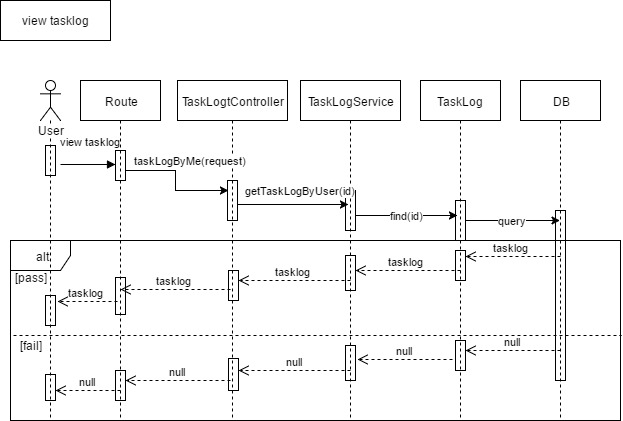 view tasklog
Route
TaskLogtController
TaskLogService
TaskLog
DB
User
view tasklog
taskLogByMe(request)
getTaskLogByUser(id)
find(id)
query
alt
tasklog
tasklog
[pass]
tasklog
tasklog
tasklog
[fail]
null
null
null
null
null